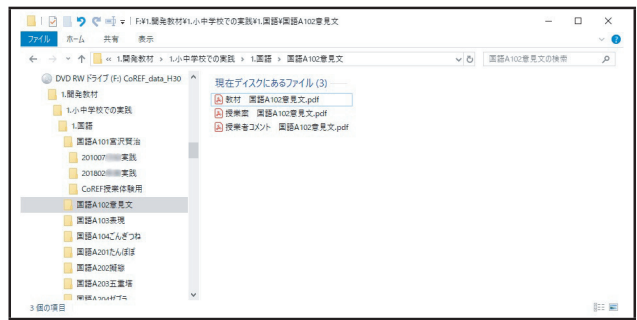 F:¥1.開発教材¥1.小中学校での実践¥1.国語¥国語A102意見文
ファイル ホーム 共有 表示
« 1.開発教材 > 1.小中学校での実践 > 1.国語 > 国語A102意見文
国語A102意見文の検索
DVD RW ドライブ (F:) CoREF_data_H30
1.開発教材
1.小中学校での実践
1.国語
国語A101宮沢賢治
201007 実践
201802 実践
CoREF授業体験用
国語A102意見文
国語A103表現
国語A104ごんぎつね
国語A201たんぽぽ
国語A202擬態
国語A203五重塔
国語A204ゼブラ
現在ディスクにあるファイル (3)
教材 国語A102意見文.pdf
授業案 国語A102意見文.pdf
授業者コメント 国語A102意見文.pdf
3 個の項目